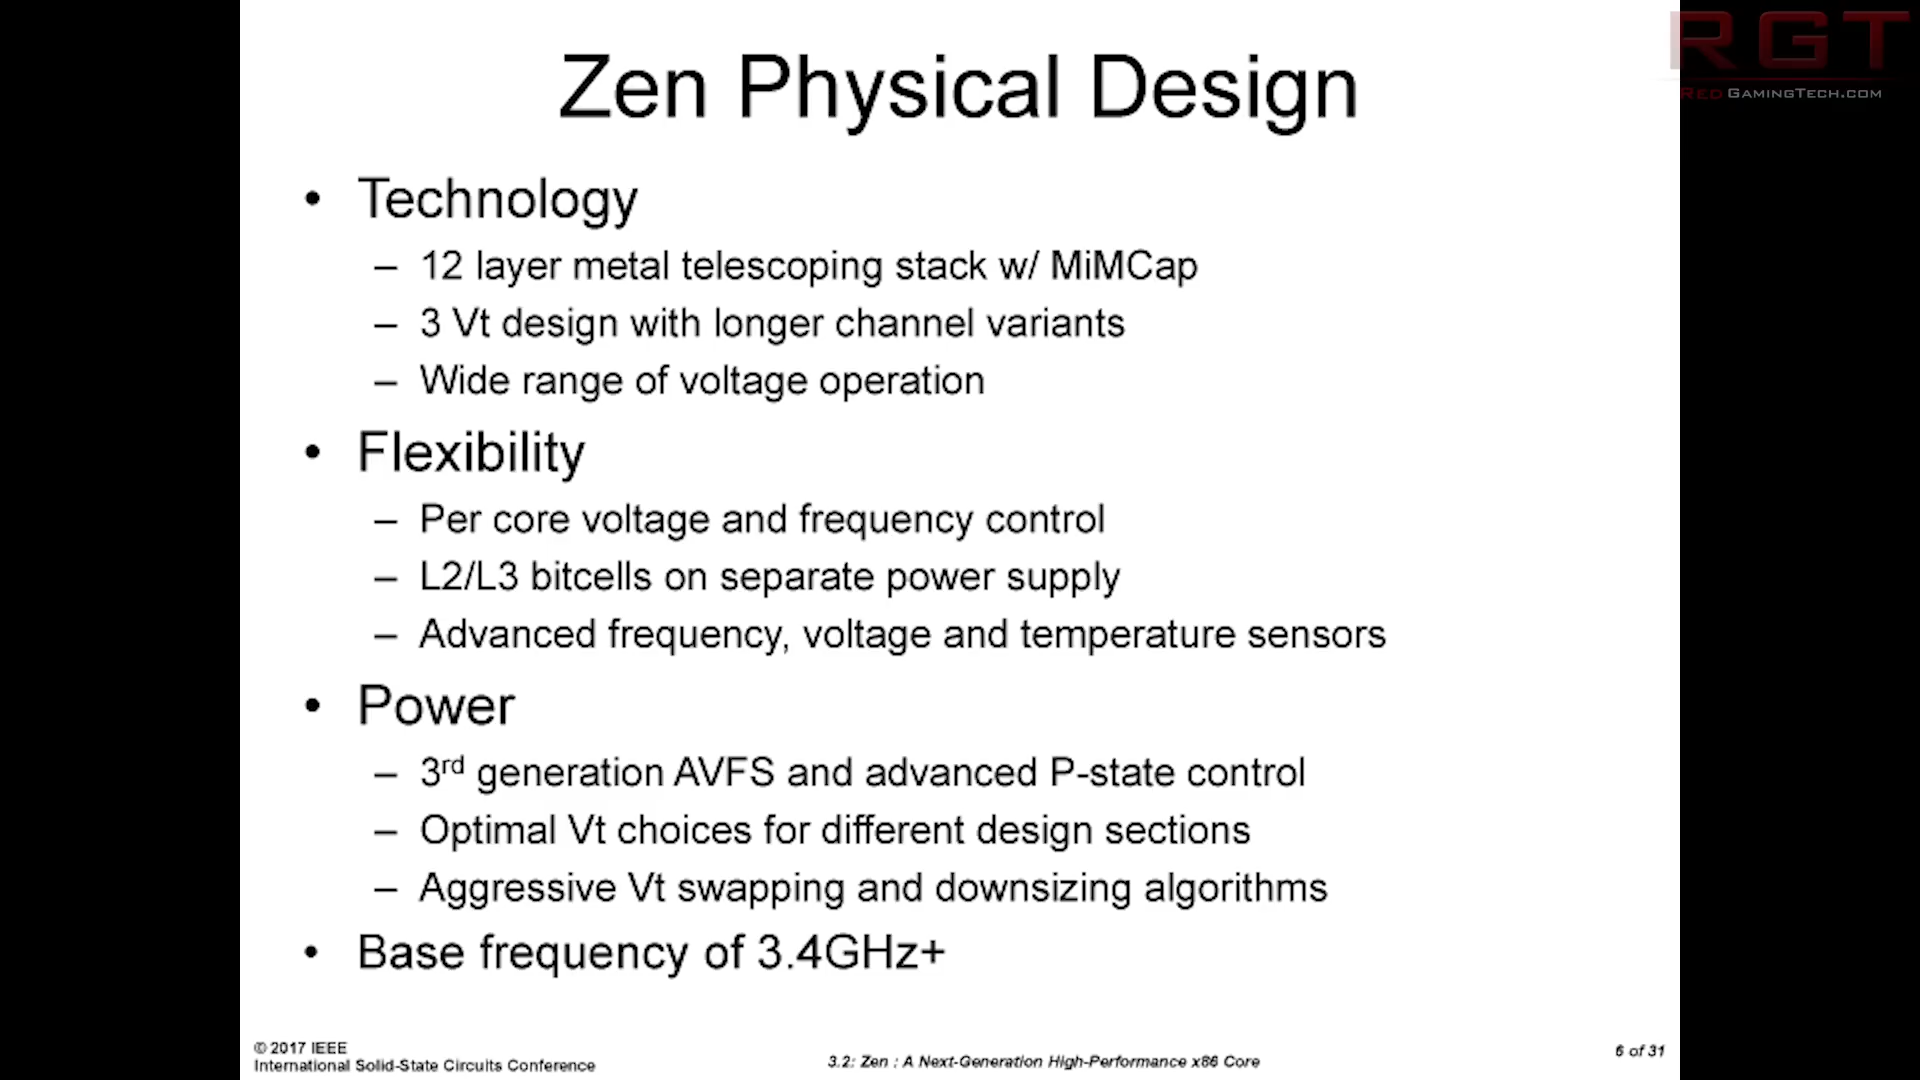 RGT
RedGamingTech.com
Zen Physical Design
• Technology
– 12 layer metal telescoping stack w/ MiMCap
– 3 Vt design with longer channel variants
– Wide range of voltage operation
• Flexibility
– Per core voltage and frequency control
– L2/L3 bitcells on separate power supply
– Advanced frequency, voltage and temperature sensors
• Power
– 3rd generation AVFS and advanced P-state control
– Optimal Vt choices for different design sections
– Aggressive Vt swapping and downsizing algorithms
• Base frequency of 3.4GHz+
© 2017 IEEE
International Solid-State Circuits Conference
3.2: Zen : A Next-Generation High-Performance x86 Core
6 of 31